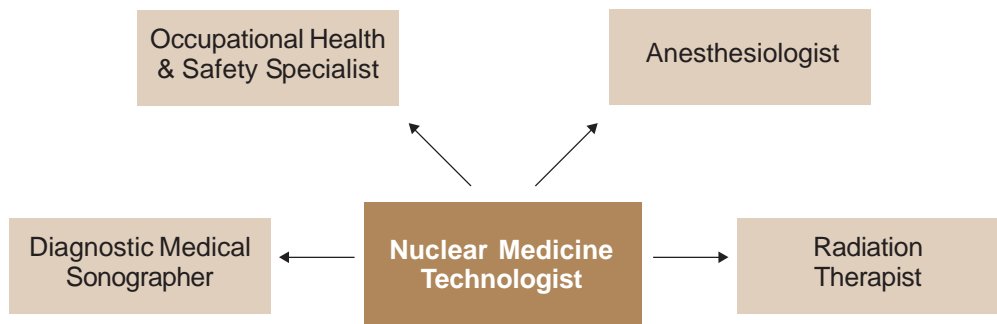 Occupational Health
& Safety Specialist
Anesthesiologist
Diagnostic Medical
Sonographer
Nuclear Medicine
Technologist
Radiation
Therapist